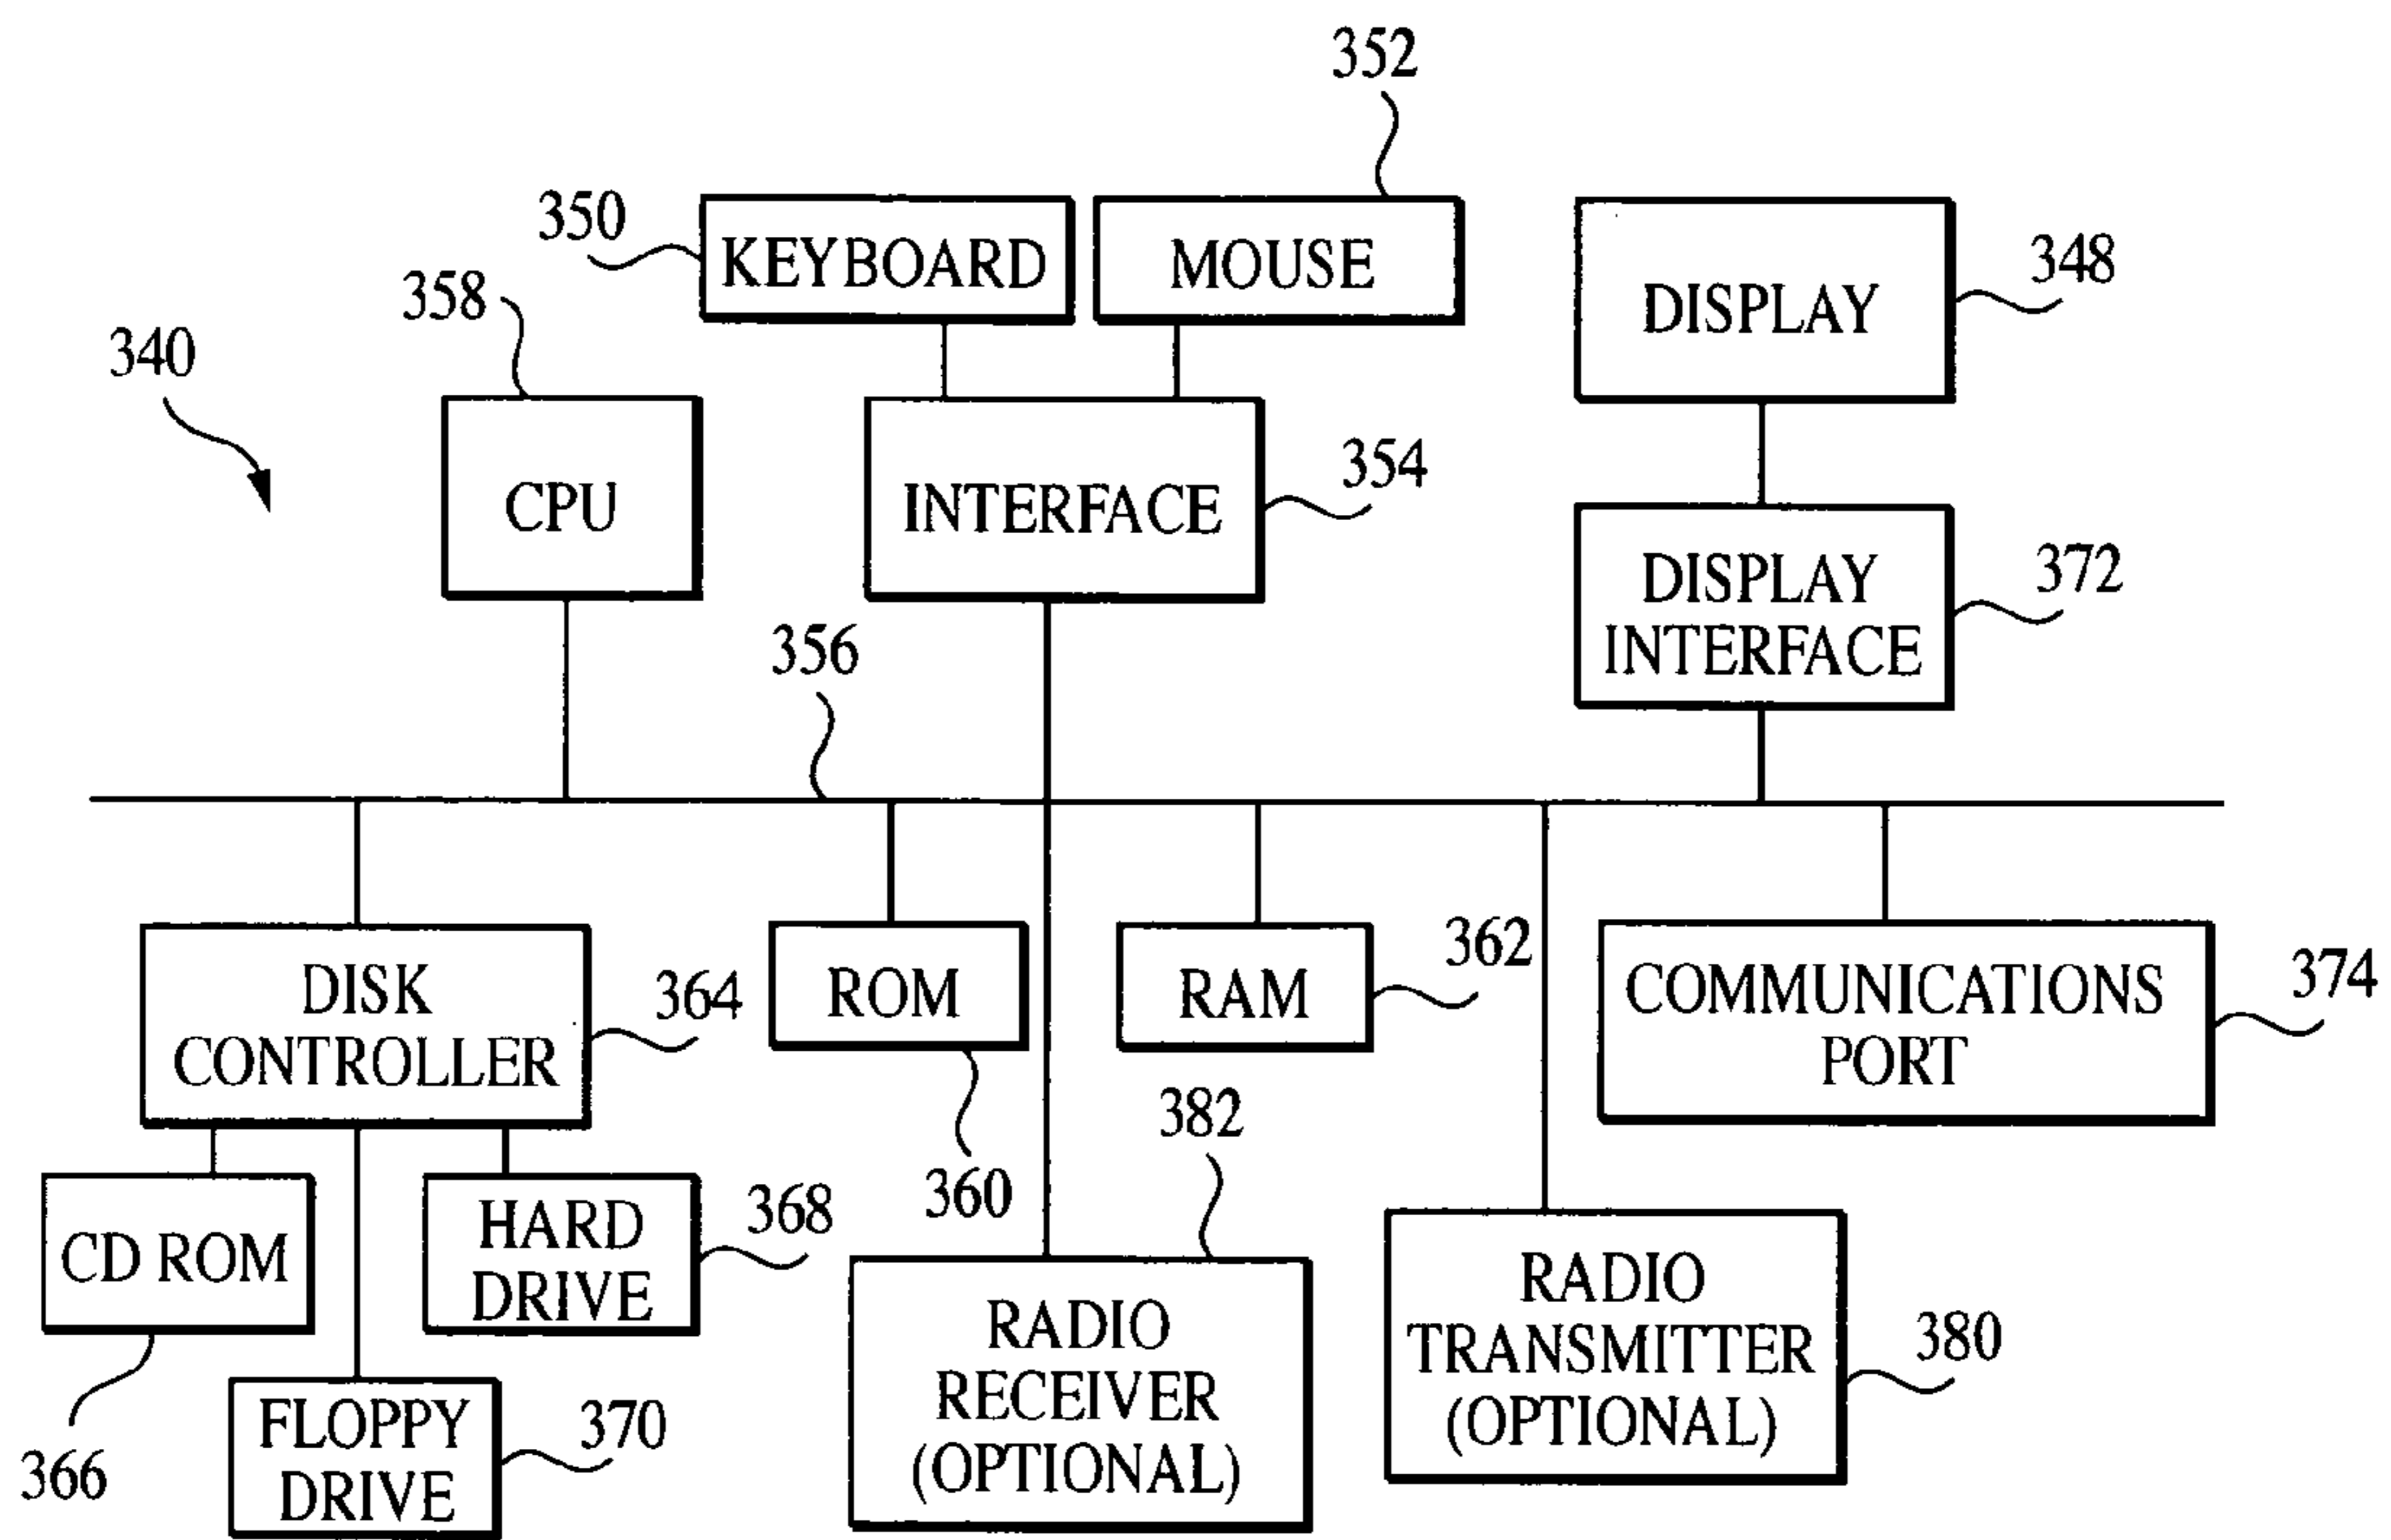 352
350
KEYBOARD
MOUSE
348
DISPLAY
358
340
CPU
INTERFACE
354
DISPLAY
INTERFACE
372
356
DISK
CONTROLLER
364
ROM
RAM
362
COMMUNICATIONS
PORT
374
360
382
CD ROM
HARD
DRIVE
368
366
FLOPPY
DRIVE
370
RADIO
RECEIVER
(OPTIONAL)
RADIO
TRANSMITTER
(OPTIONAL)
380